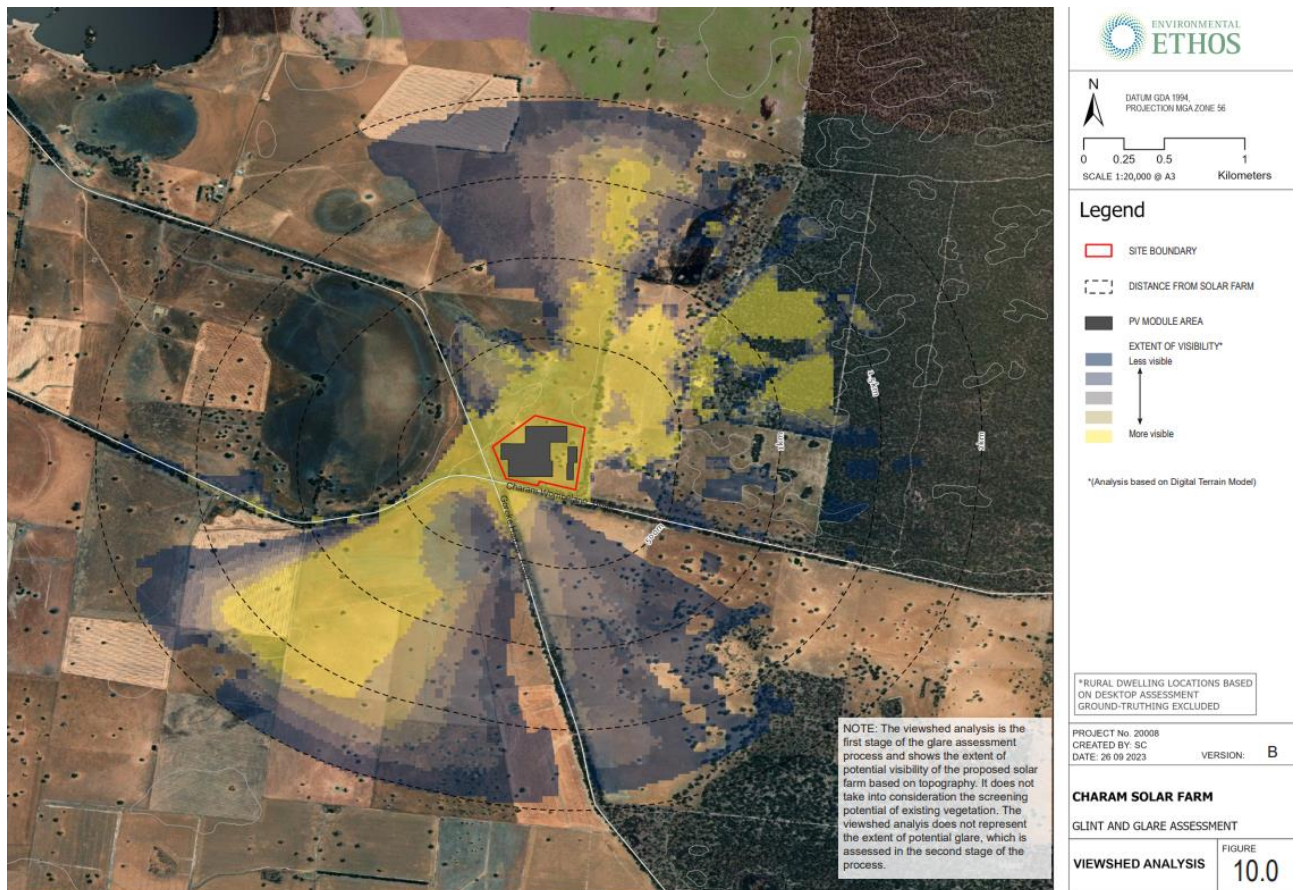 ENVIRONMENTAL
ETHOS
N
DATUM GDA 1994,
PROJECTION MGA ZONE 56
0 0.25 0.5 1
SCALE 1:20,000 @ A3 Kilometers
Legend
SITE BOUNDARY
DISTANCE FROM SOLAR FARM
PV MODULE AREA
EXTENT OF VISIBILITY*
Less visible
More visible
*(Analysis based on Digital Terrain Model)
1.5km
1km
2km
500m
NOTE: The viewshed analysis is the
first stage of the glare assessment
process and shows the extent of
potential visibility of the proposed solar
farm based on topography. It does not
take into consideration the screening
potential of existing vegetation. The
viewshed analyis does not represent
the extent of potential glare, which is
assessed in the second stage of the
process.
*RURAL DWELLING LOCATIONS BASED
ON DESKTOP ASSESSMENT
GROUND-TRUTHING EXCLUDED
PROJECT No. 20008
CREATED BY: SC
DATE: 26 09 2023 VERSION: B
CHARAM SOLAR FARM
GLINT AND GLARE ASSESSMENT
VIEWSHED ANALYSIS
FIGURE
10.0